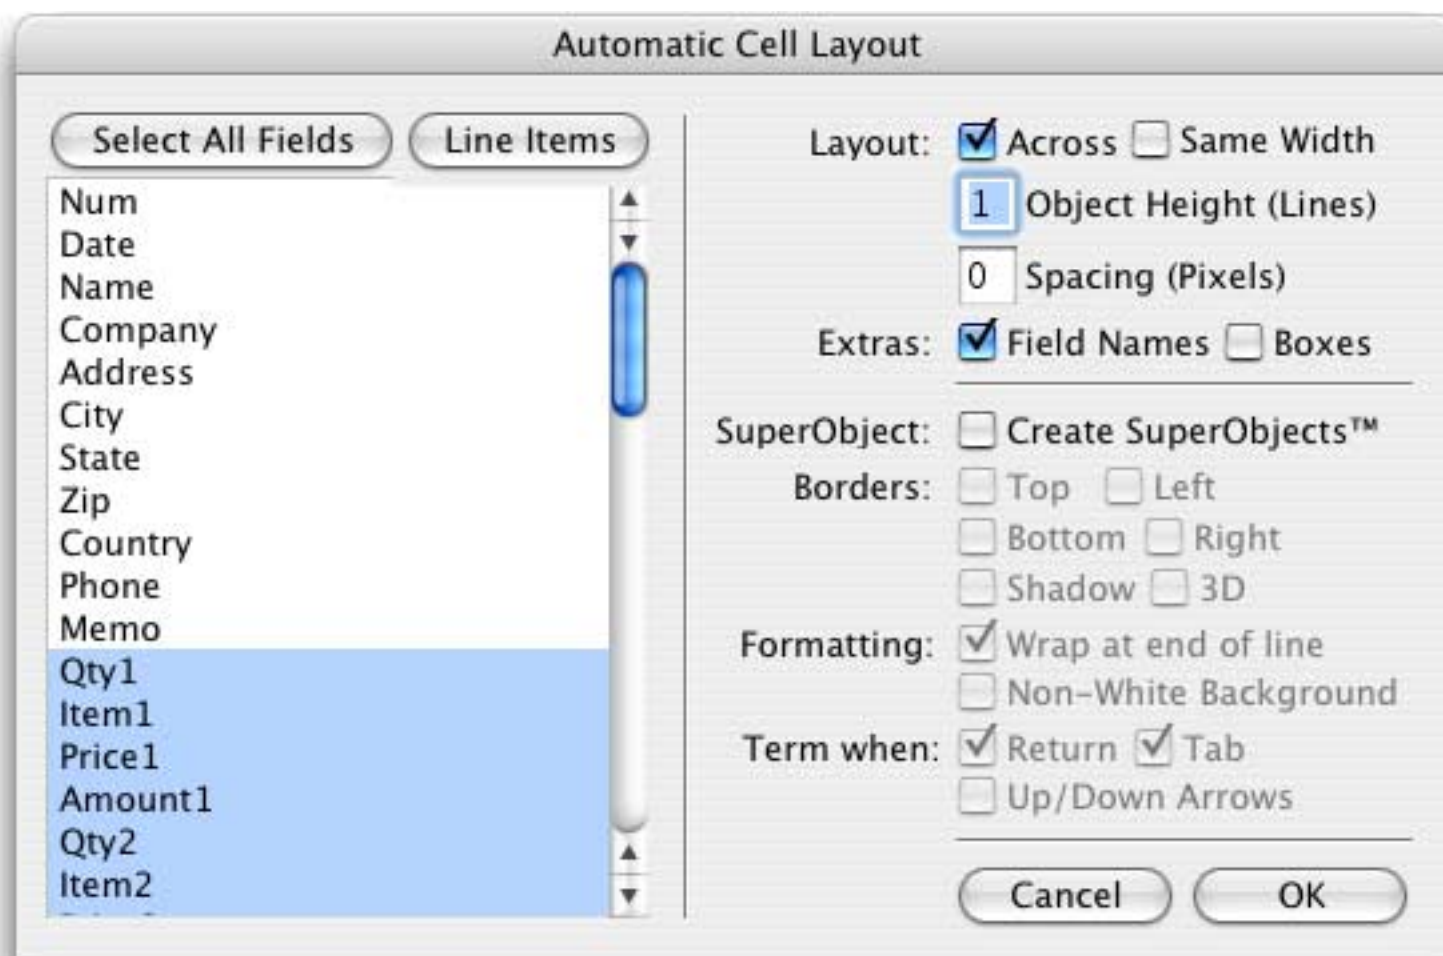 Automatic Cell Layout
Select All Fields
Line Items
Num
Date
Name
Company
Address
City
State
Zip
Country
Phone
Memo
Qty1
Item1
Price1
Amount1
Qty2
Item2
Layout: Across Same Width
1 Object Height (Lines)
0 Spacing (Pixels)
Extras: Field Names Boxes
SuperObject: Create SuperObjects™
Borders: Top Left
Bottom Right
Shadow 3D
Formatting: Wrap at end of line
Non-White Background
Term when: Return Tab
Up/Down Arrows
Cancel
OK